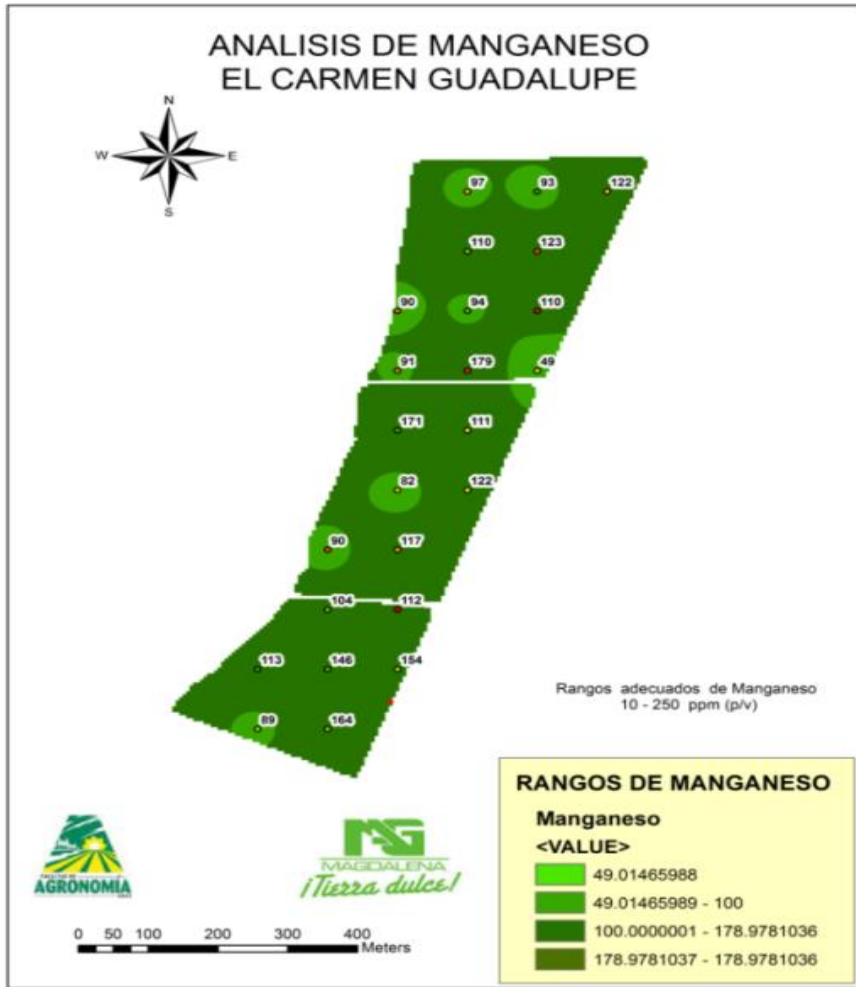 ANALISIS DE MANGANESO
EL CARMEN GUADALUPE
N
W
E
S
97
93
122
110
123
90
94
110
91
179
49
171
111
82
122
90
117
104
112
113
146
154
89
164
Rangos adecuados de Manganeso
10 - 250 ppm (p/v)
RANGOS DE MANGANESO
Manganeso
<VALUE>
49.01465988
49.01465989 - 100
100.0000001 - 178.9781036
178.9781037 - 178.9781036
AGRONOMÍA
MAG
MAGDALENA
¡Tierra dulce!
0 50 100 200 300 400
Meters